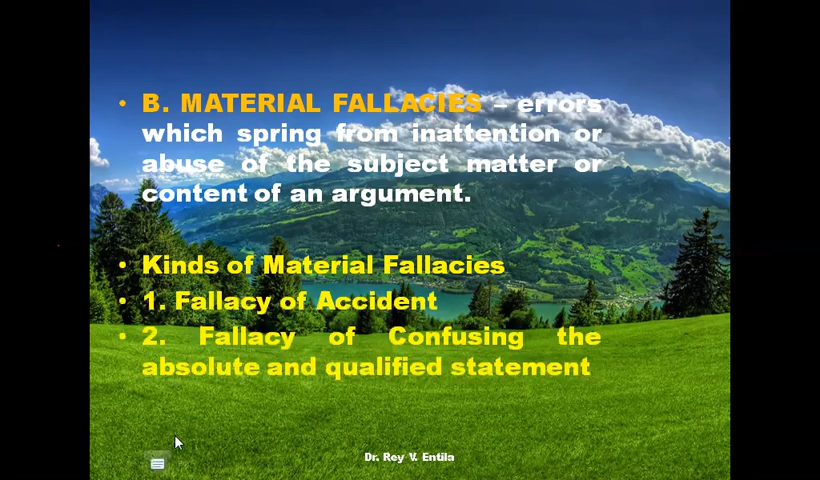 • B. MATERIAL FALLACIES – errors
which spring from inattention or
abuse of the subject matter or
content of an argument.
• Kinds of Material Fallacies
• 1. Fallacy of Accident
• 2. Fallacy of Confusing the
absolute and qualified statement
Dr. Rey V. Entila